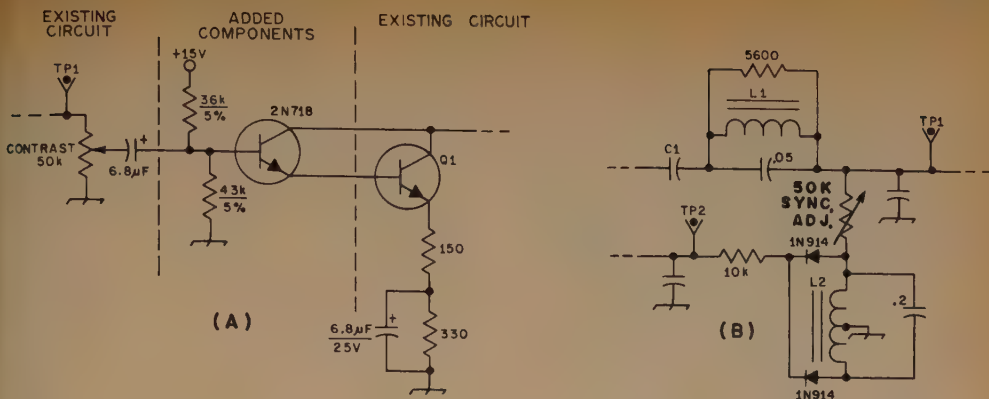 EXISTING
CIRCUIT
ADDED
COMPONENTS
EXISTING CIRCUIT
TP1
+15V
36k
5%
2N718
CONTRAST
50k
+
6.8µF
43k
5%
Q1
150
(A)
6.8µF
25V
+
330
5600
L1
TP1
C1
.05
50K
SYNC.
ADJ.
TP2
1N914
10k
L2
.2
(B)
1N914